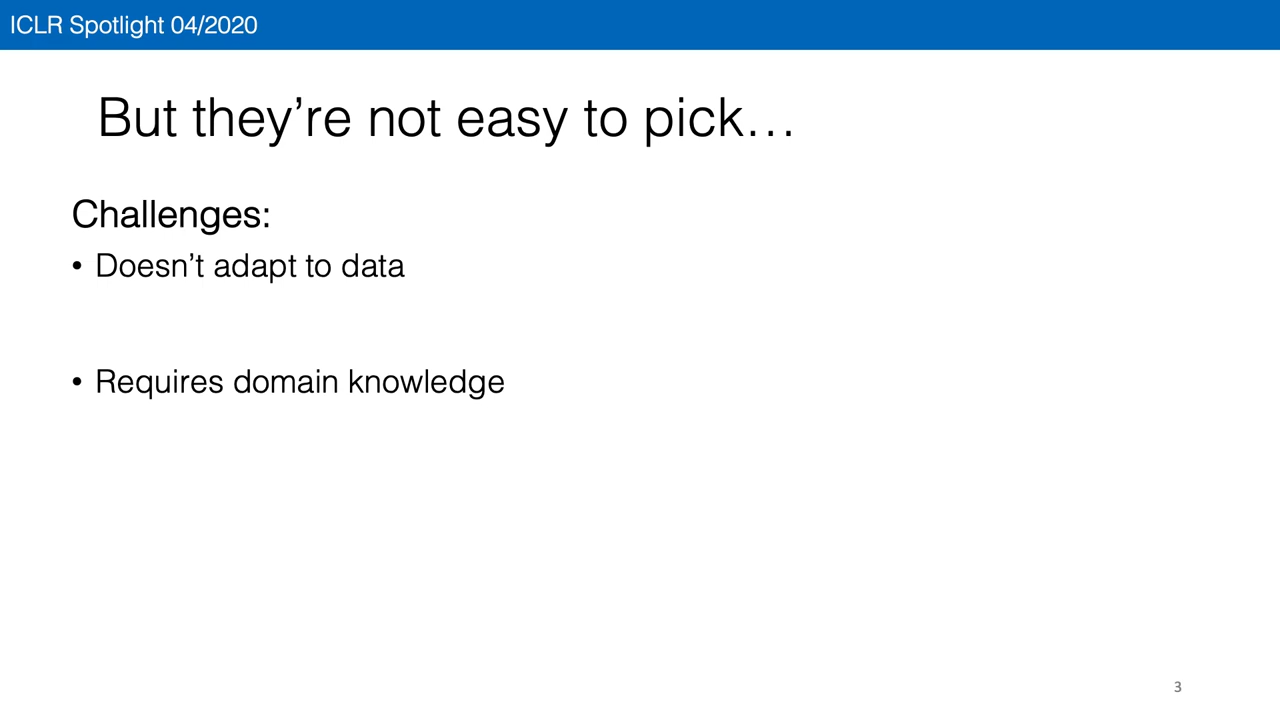 ICLR Spotlight 04/2020
But they’re not easy to pick…
Challenges:
• Doesn’t adapt to data
• Requires domain knowledge
3